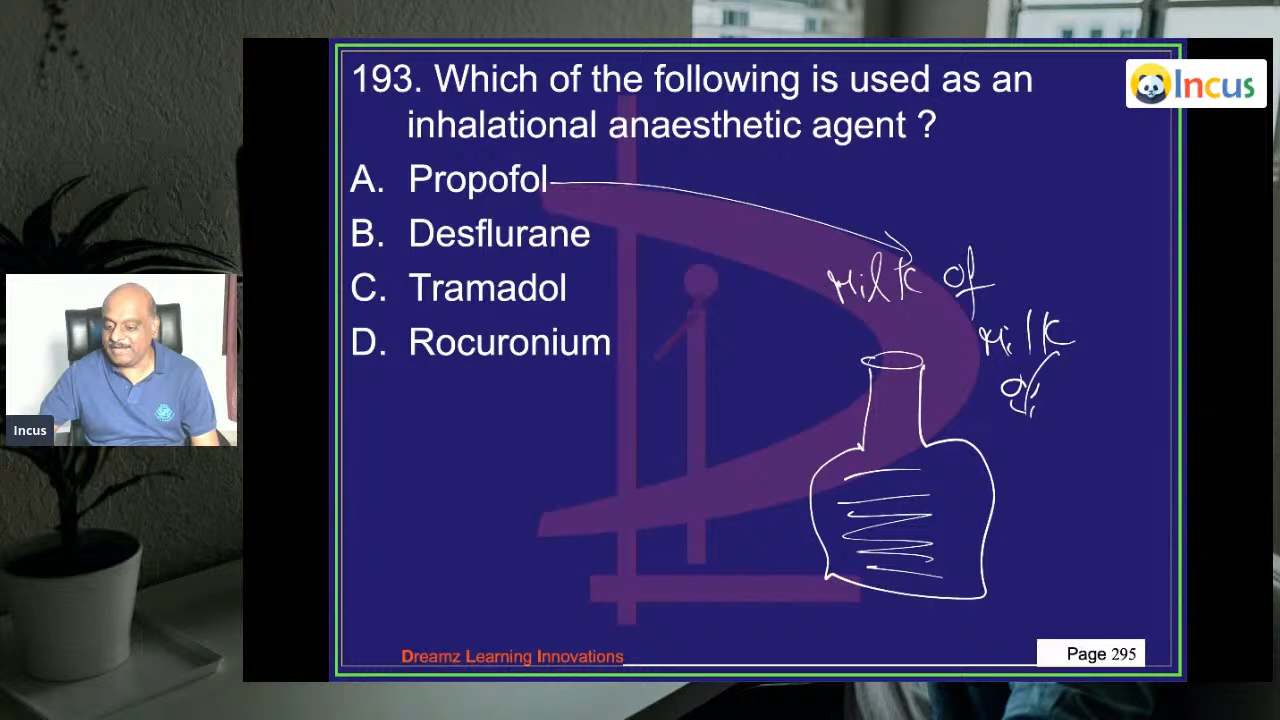 193. Which of the following is used as an
inhalational anaesthetic agent ?
A. Propofol
B. Desflurane
C. Tramadol
D. Rocuronium
Milk of
Milk
of
Incus
Incus
Dreamz Learning Innovations
Page 295